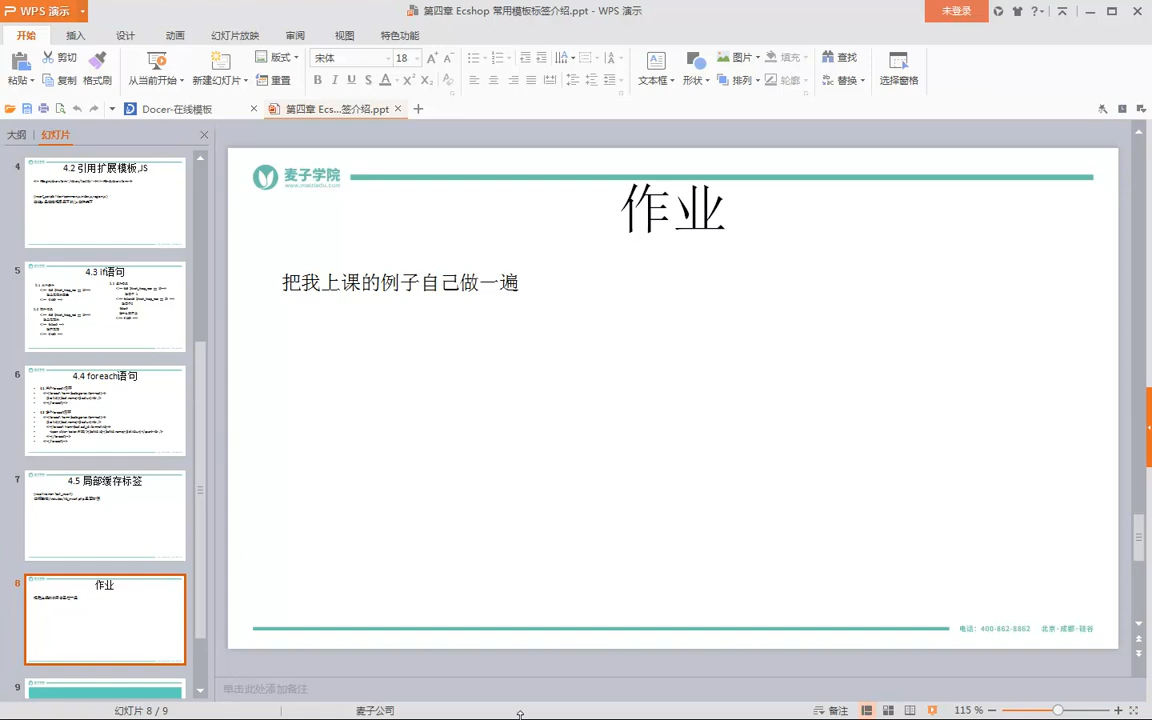 WPS 演示
第四章 Ecshop 常用模板标签介绍.ppt - WPS 演示
未登录
开始 插入 设计 动画 幻灯片放映 审阅 视图 特色功能
粘贴 剪切 复制 格式刷 从当前开始 新建幻灯片 版式 重置 宋体 18 文本框 形状 图片 排列 填充 轮廓 查找 替换 选择窗格
Docer-在线模板 第四章 Ecs...签介绍.ppt
大纲 幻灯片
4
4.2 引用扩展模板,JS
5
4.3 if语句
6
4.4 foreach语句
7
4.5 局部缓存标签
8
作业
9
麦子学院
www.maiziedu.com
作业
把我上课的例子自己做一遍
电话：400-862-8862 北京·成都·硅谷
单击此处添加备注
幻灯片 8 / 9 麦子公司 备注 115 %